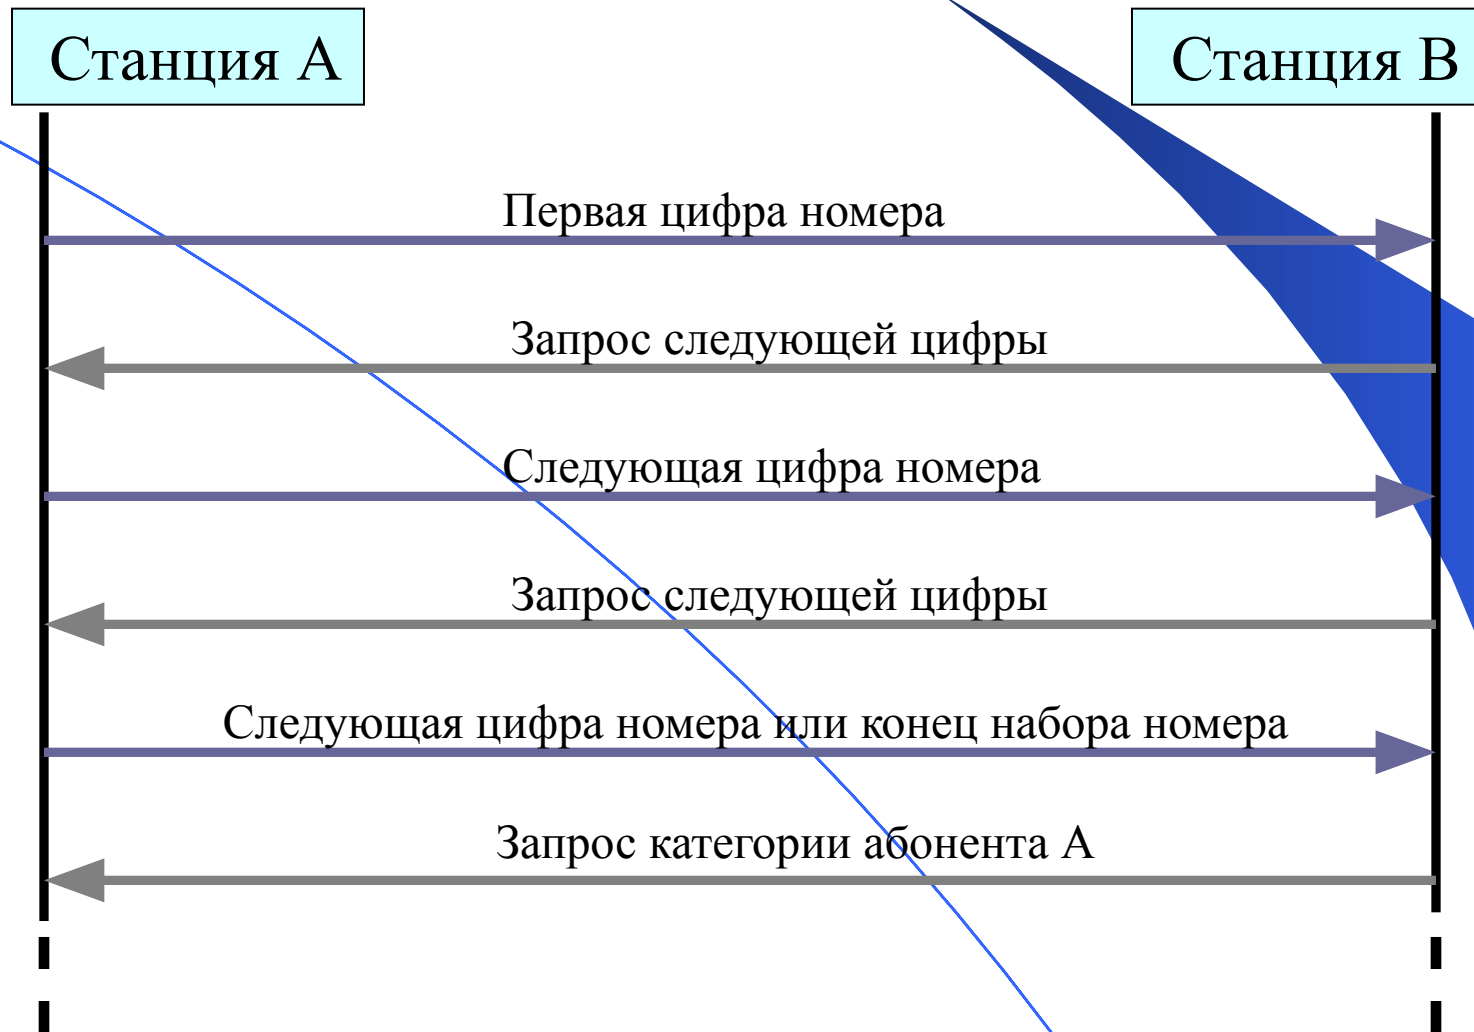 Станция А
Станция В
Первая цифра номера
Запрос следующей цифры
Следующая цифра номера
Запрос следующей цифры
Следующая цифра номера или конец набора номера
Запрос категории абонента А